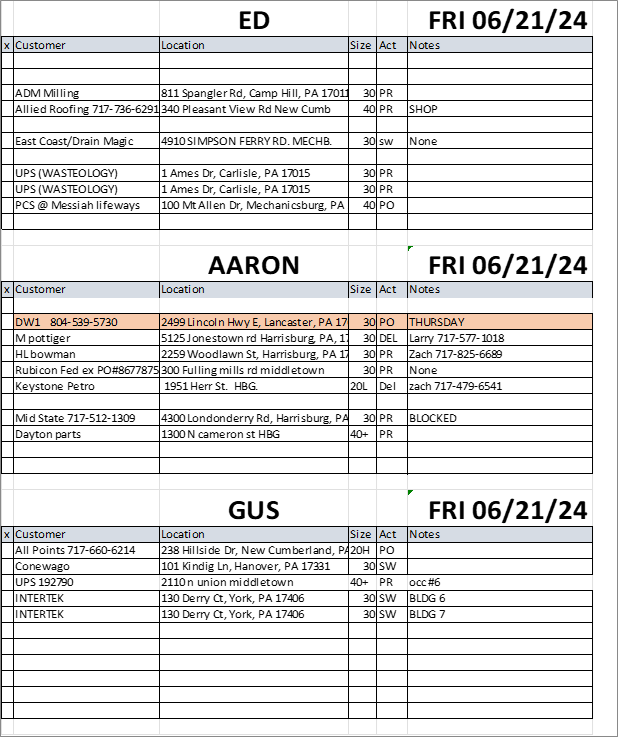 ED FRI 06/21/24
x Customer Location Size Act Notes
ADM Milling 811 Spangler Rd, Camp Hill, PA 17011 30 PR
Allied Roofing 717-736-6291 340 Pleasant View Rd New Cumb 40 PR SHOP
East Coast/Drain Magic 4910 SIMPSON FERRY RD. MECHB. 30 sw None
UPS (WASTEOLOGY) 1 Ames Dr, Carlisle, PA 17015 30 PR
UPS (WASTEOLOGY) 1 Ames Dr, Carlisle, PA 17015 30 PR
PCS @ Messiah lifeways 100 Mt Allen Dr, Mechanicsburg, PA 40 PO
AARON FRI 06/21/24
x Customer Location Size Act Notes
DW1 804-539-5730 2499 Lincoln Hwy E, Lancaster, PA 17 30 PO THURSDAY
M pottiger 5125 Jonestown rd Harrisburg, PA, 1 30 DEL Larry 717-577-1018
HL bowman 2259 Woodlawn St, Harrisburg, PA 17 30 PR Zach 717-825-6689
Rubicon Fed ex PO#8677875 300 Fulling mills rd middletown 30 PR None
Keystone Petro 1951 Herr St. HBG. 20L Del zach 717-479-6541
Mid State 717-512-1309 4300 Londonderry Rd, Harrisburg, PA 30 PR BLOCKED
Dayton parts 1300 N cameron st HBG 40+ PR
GUS FRI 06/21/24
x Customer Location Size Act Notes
All Points 717-660-6214 238 Hillside Dr, New Cumberland, PA 20H PO
Conewago 101 Kindig Ln, Hanover, PA 17331 30 SW
UPS 192790 2110 n union middletown 40+ PR occ #6
INTERTEK 130 Derry Ct, York, PA 17406 30 SW BLDG 6
INTERTEK 130 Derry Ct, York, PA 17406 30 SW BLDG 7